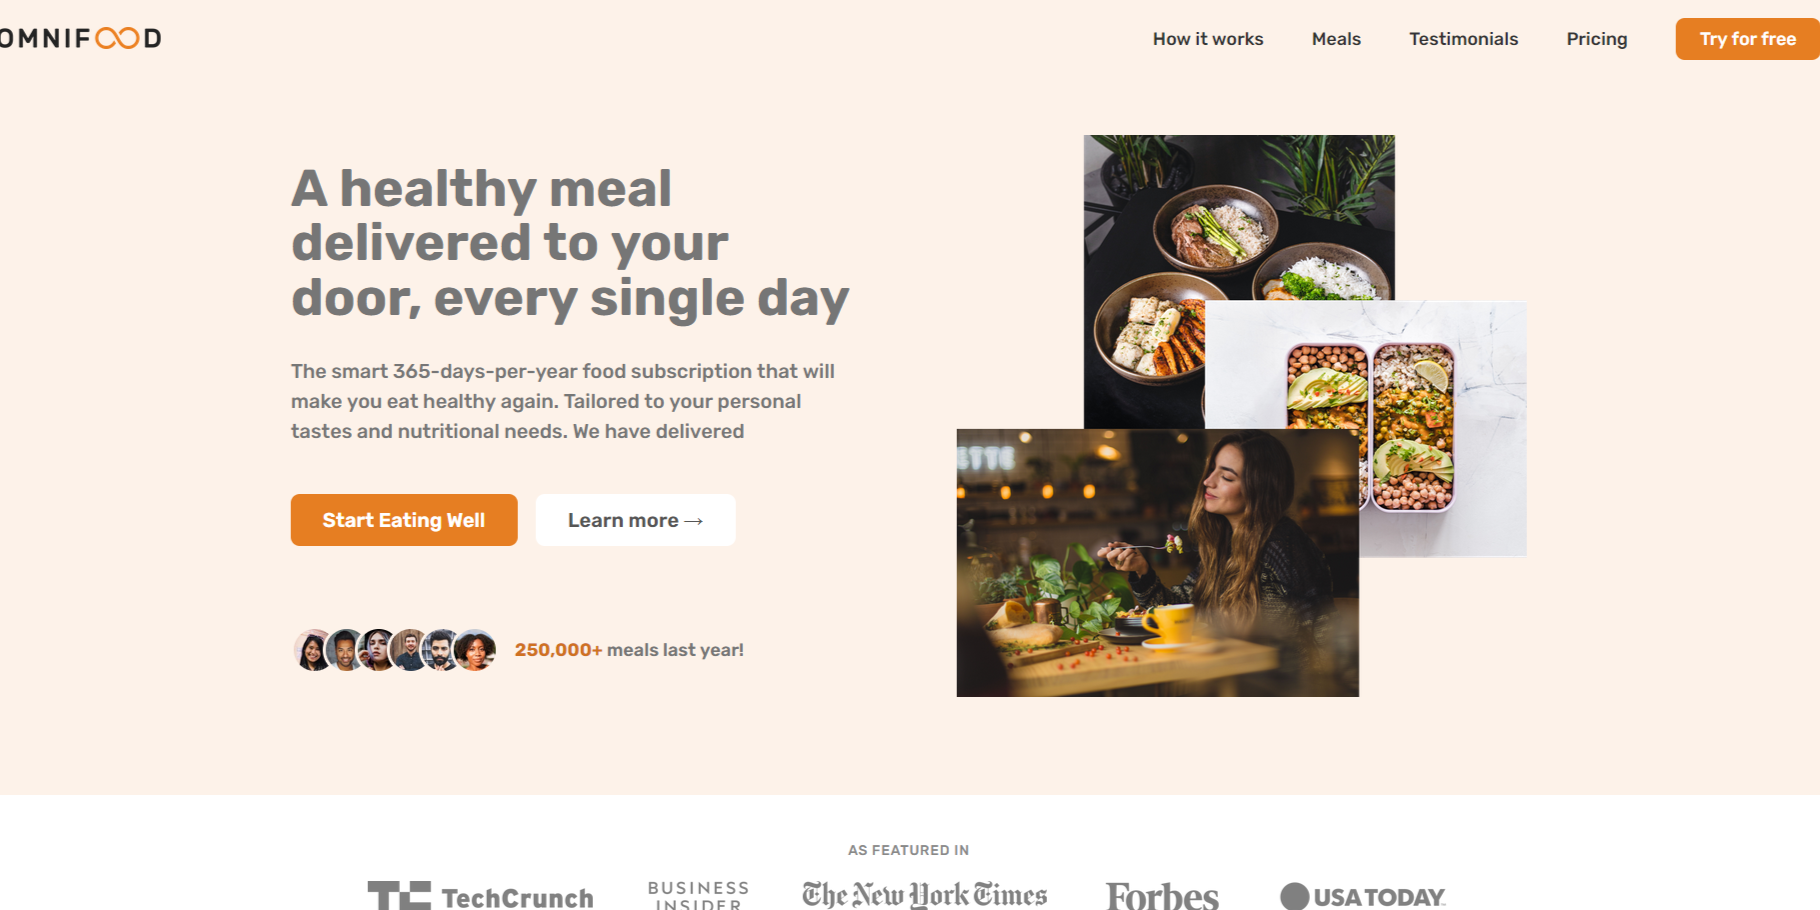 OMNIFOOD
How it works
Meals
Testimonials
Pricing
Try for free
A healthy meal
delivered to your
door, every single day
The smart 365-days-per-year food subscription that will
make you eat healthy again. Tailored to your personal
tastes and nutritional needs. We have delivered
Start Eating Well
Learn more →
250,000+ meals last year!
AS FEATURED IN
TC TechCrunch
BUSINESS
INSIDER
The New York Times
Forbes
USA TODAY